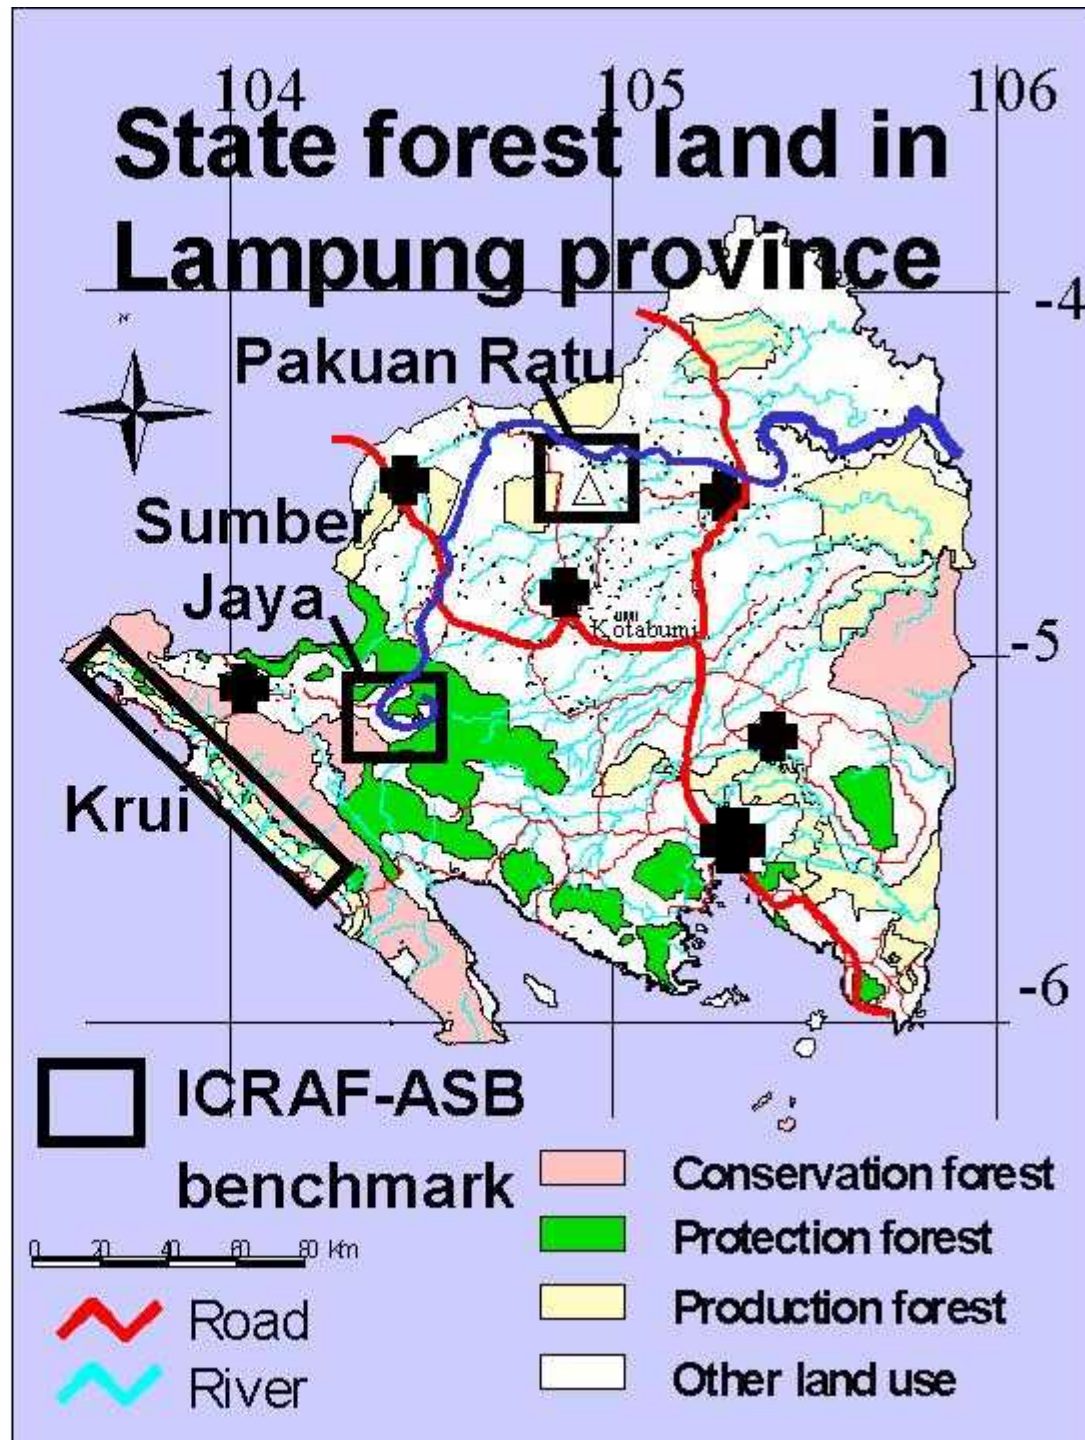 104 105 106
State forest land in
Lampung province
-4
N
Pakuan Ratu
Sumber
Jaya
Kotabumi
-5
Krui
-6
ICRAF-ASB
benchmark
0 20 40 60 80 km
Road
River
Conservation forest
Protection forest
Production forest
Other land use